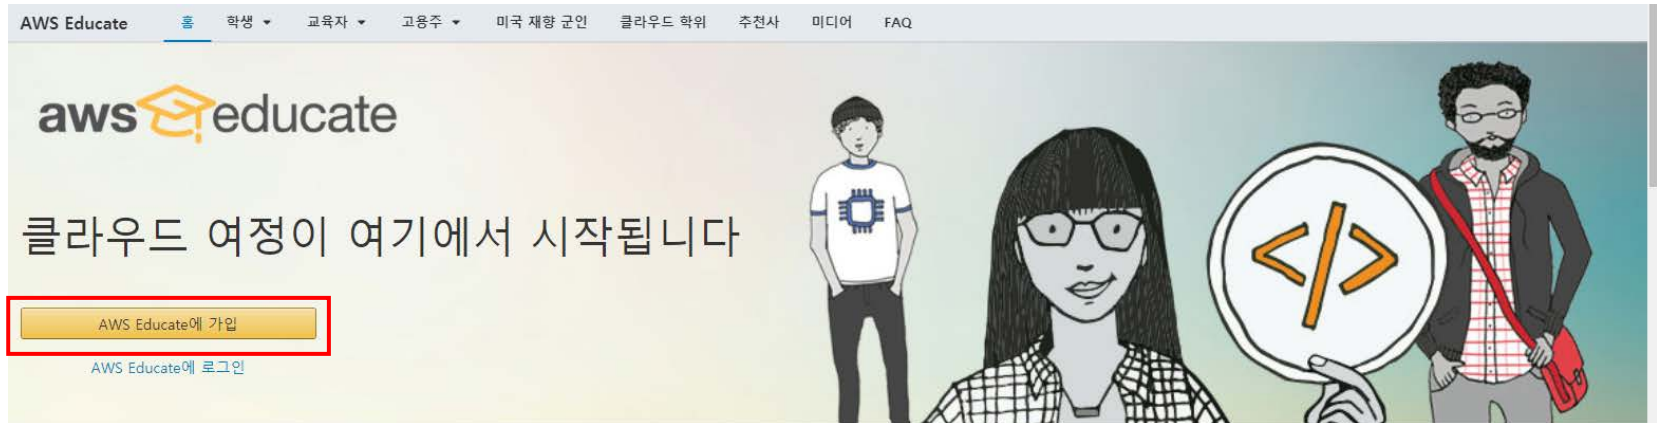 AWS Educate 홈 학생 교육자 고용주 미국 재향 군인 클라우드 학위 추천사 미디어 FAQ
aws educate
클라우드 여정이 여기에서 시작됩니다
</>
AWS Educate에 가입
AWS Educate에 로그인